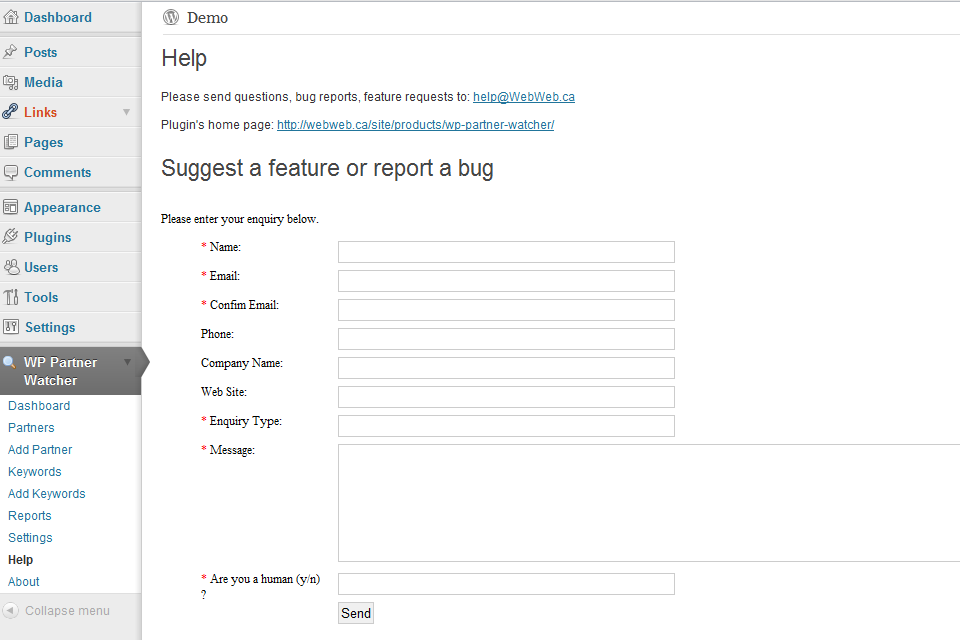 Dashboard
Posts
Media
Links
Pages
Comments
Appearance
Plugins
Users
Tools
Settings
WP Partner
Watcher
Dashboard
Partners
Add Partner
Keywords
Add Keywords
Reports
Settings
Help
About
Collapse menu
Demo
Help
Please send questions, bug reports, feature requests to: help@WebWeb.ca
Plugin's home page: http://webweb.ca/site/products/wp-partner-watcher/
Suggest a feature or report a bug
Please enter your enquiry below.
* Name:
* Email:
* Confim Email:
Phone:
Company Name:
Web Site:
* Enquiry Type:
* Message:
* Are you a human (y/n)
?
Send